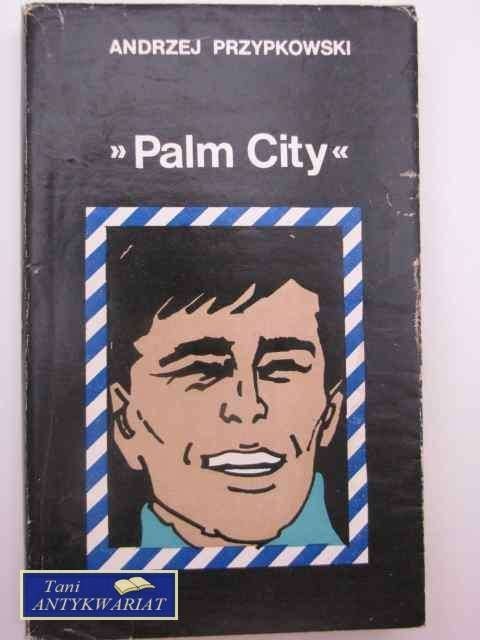 ANDRZEJ PRZYPKOWSKI
»Palm City«
Tani
ANTYKWARIAT